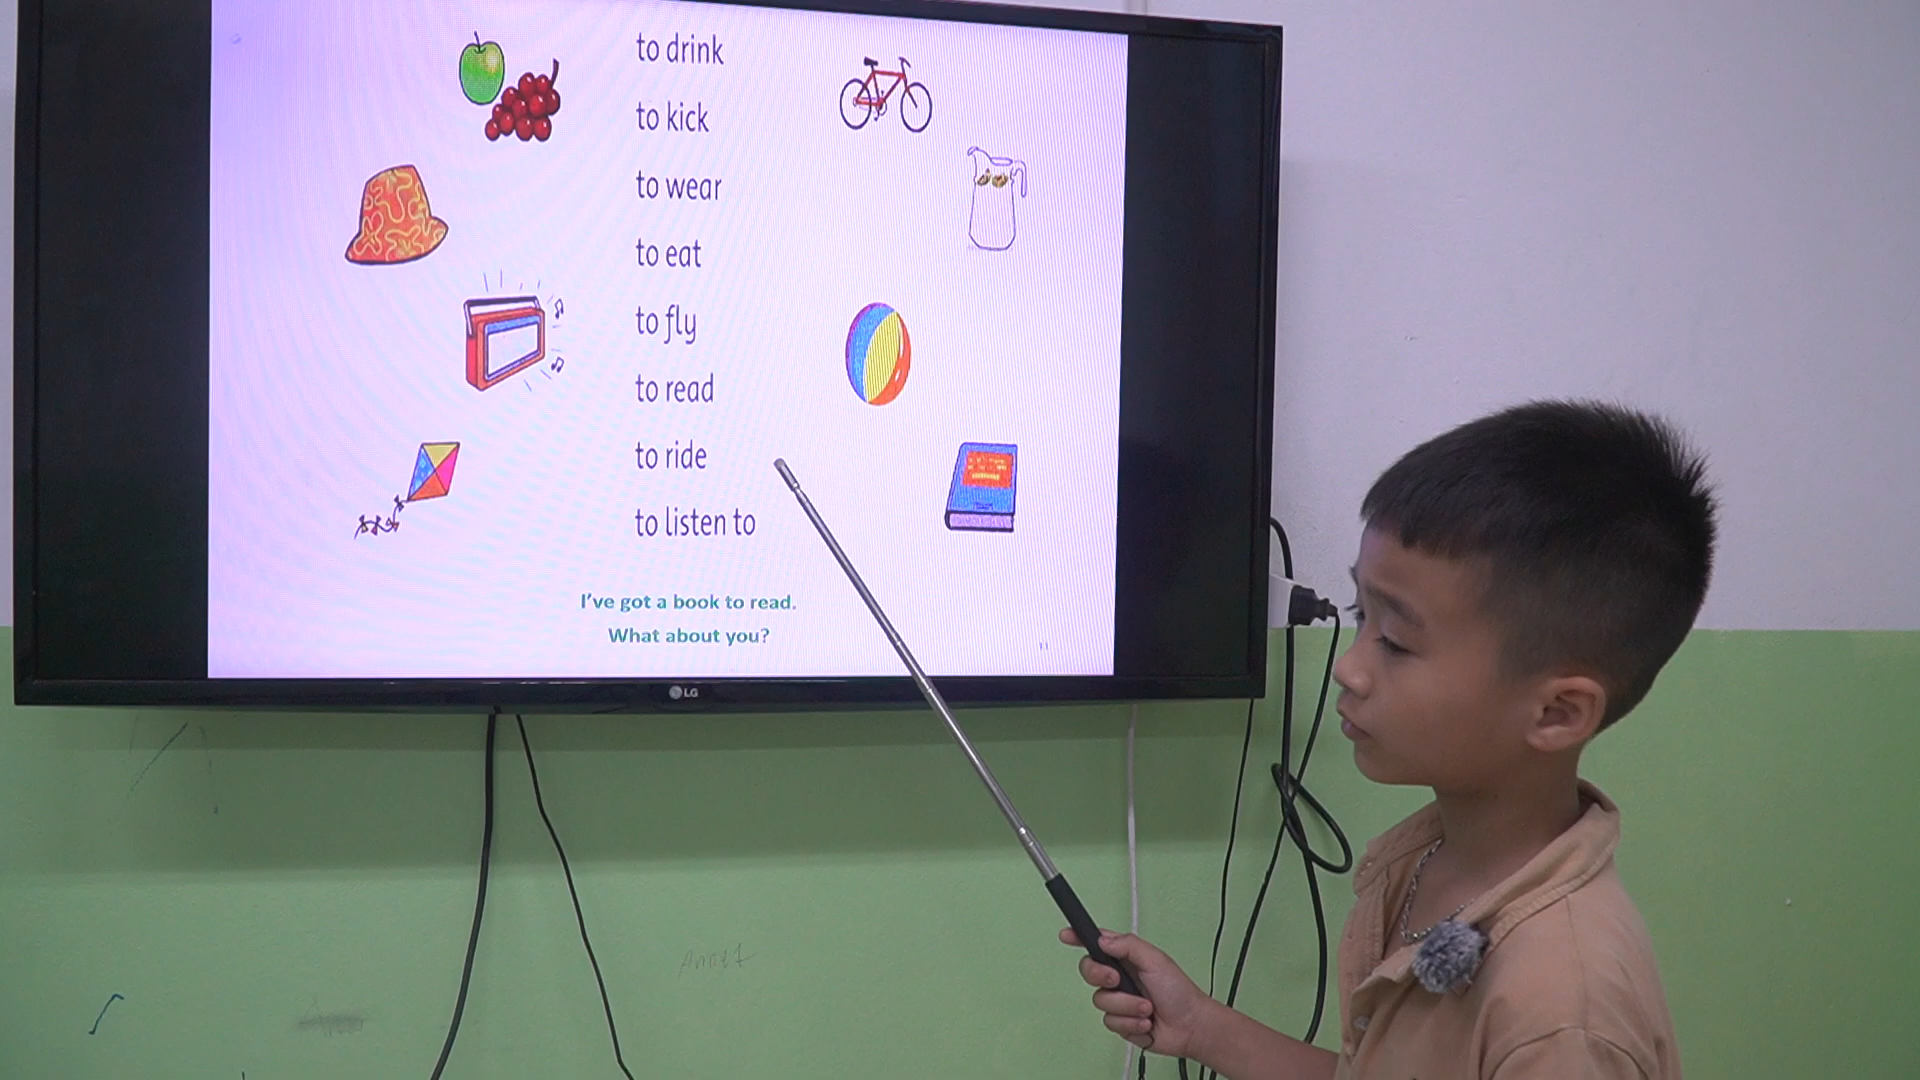 to drink
to kick
to wear
to eat
to fly
to read
to ride
to listen to
I've got a book to read.
What about you?
11
LG